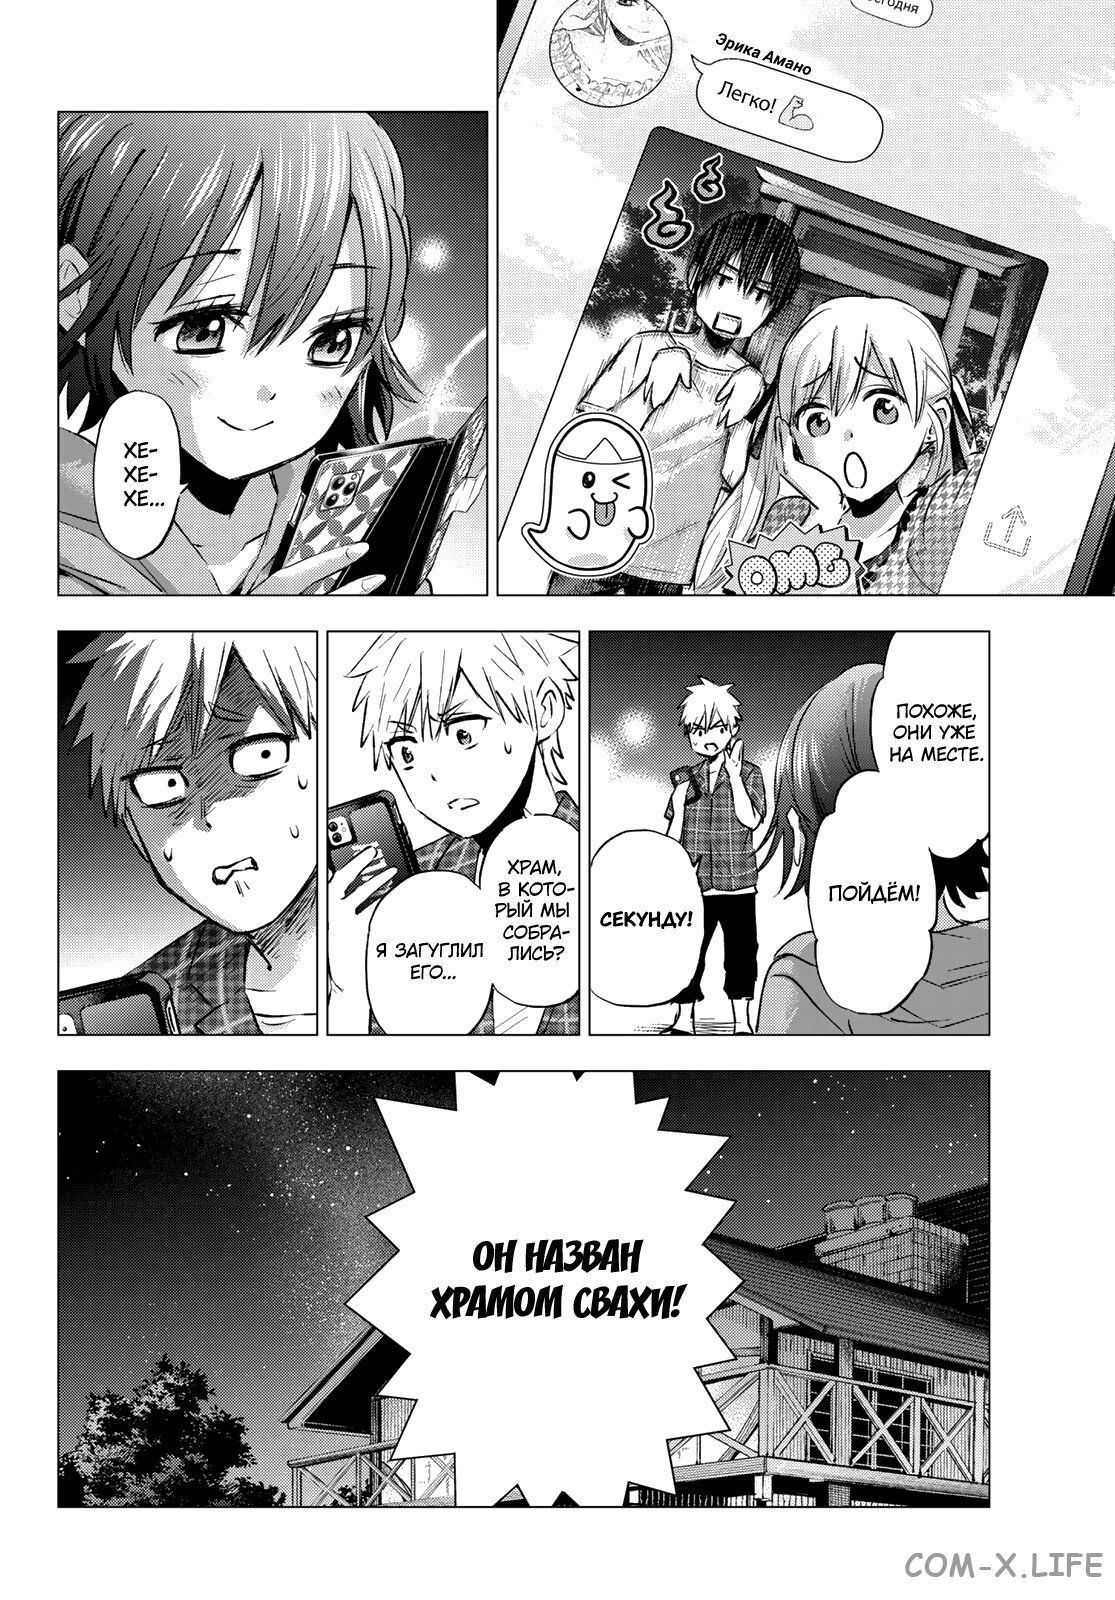 Сегодня
Эрика Амано
Легко!
OMG
ХЕ-
ХЕ-
ХЕ...
ПОХОЖЕ,
ОНИ УЖЕ
НА МЕСТЕ.
ПОЙДЁМ!
СЕКУНДУ!
ХРАМ,
В КОТО-
РЫЙ МЫ
СОБРА-
ЛИСЬ?
Я ЗАГУГЛИЛ
ЕГО...
ОН НАЗВАН
ХРАМОМ СВАХИ!
COM-X.LIFE